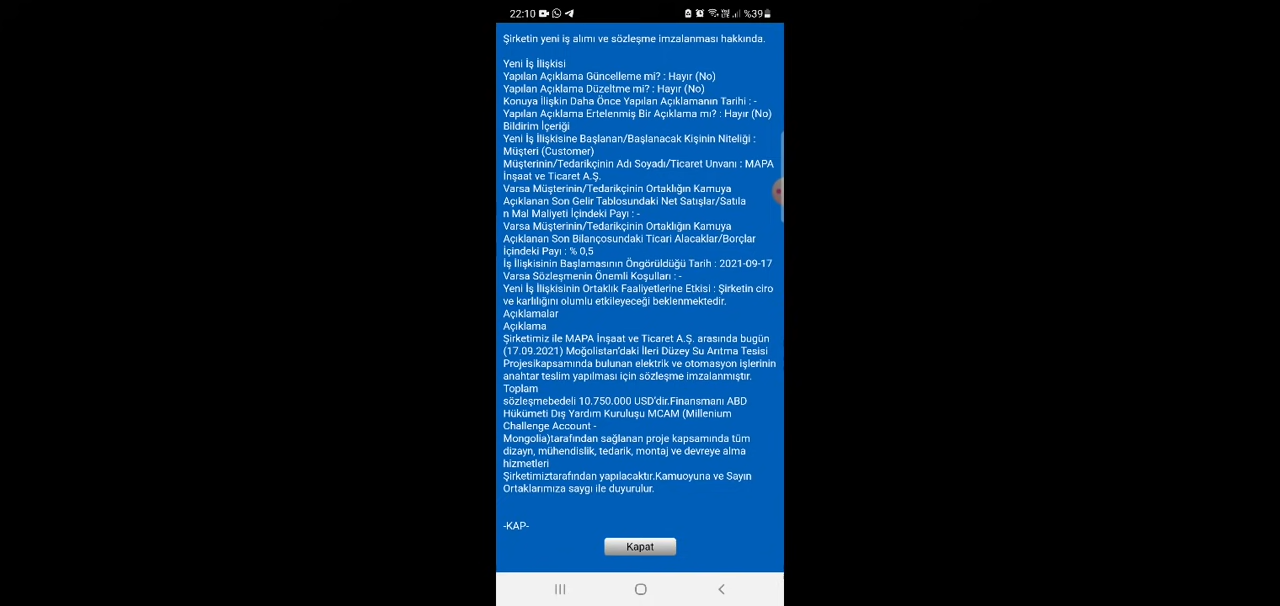 22:10
%39
Şirketin yeni iş alımı ve sözleşme imzalanması hakkında.
Yeni İş İlişkisi
Yapılan Açıklama Güncelleme mi? : Hayır (No)
Yapılan Açıklama Düzeltme mi? : Hayır (No)
Konuya İlişkin Daha Önce Yapılan Açıklamanın Tarihi : -
Yapılan Açıklama Ertelenmiş Bir Açıklama mı? : Hayır (No)
Bildirim İçeriği
Yeni İş İlişkisine Başlanan/Başlanacak Kişinin Niteliği :
Müşteri (Customer)
Müşterinin/Tedarikçinin Adı Soyadı/Ticaret Unvanı : MAPA
İnşaat ve Ticaret A.Ş.
Varsa Müşterinin/Tedarikçinin Ortaklığın Kamuya
Açıklanan Son Gelir Tablosundaki Net Satışlar/Satıla
n Mal Maliyeti İçindeki Payı : -
Varsa Müşterinin/Tedarikçinin Ortaklığın Kamuya
Açıklanan Son Bilançosundaki Ticari Alacaklar/Borçlar
İçindeki Payı : % 0,5
İş İlişkisinin Başlamasının Öngörüldüğü Tarih : 2021-09-17
Varsa Sözleşmenin Önemli Koşulları : -
Yeni İş İlişkisinin Ortaklık Faaliyetlerine Etkisi : Şirketin ciro
ve karlılığını olumlu etkileyeceği beklenmektedir.
Açıklamalar
Açıklama
Şirketimiz ile MAPA İnşaat ve Ticaret A.Ş. arasında bugün
(17.09.2021) Moğolistan'daki İleri Düzey Su Arıtma Tesisi
Projesikapsamında bulunan elektrik ve otomasyon işlerinin
anahtar teslim yapılması için sözleşme imzalanmıştır.
Toplam
sözleşmebedeli 10.750.000 USD'dir.Finansmanı ABD
Hükümeti Dış Yardım Kuruluşu MCAM (Millenium
Challenge Account -
Mongolia)tarafından sağlanan proje kapsamında tüm
dizayn, mühendislik, tedarik, montaj ve devreye alma
hizmetleri
Şirketimiztarafından yapılacaktır.Kamuoyuna ve Sayın
Ortaklarımıza saygı ile duyurulur.
-KAP-
Kapat